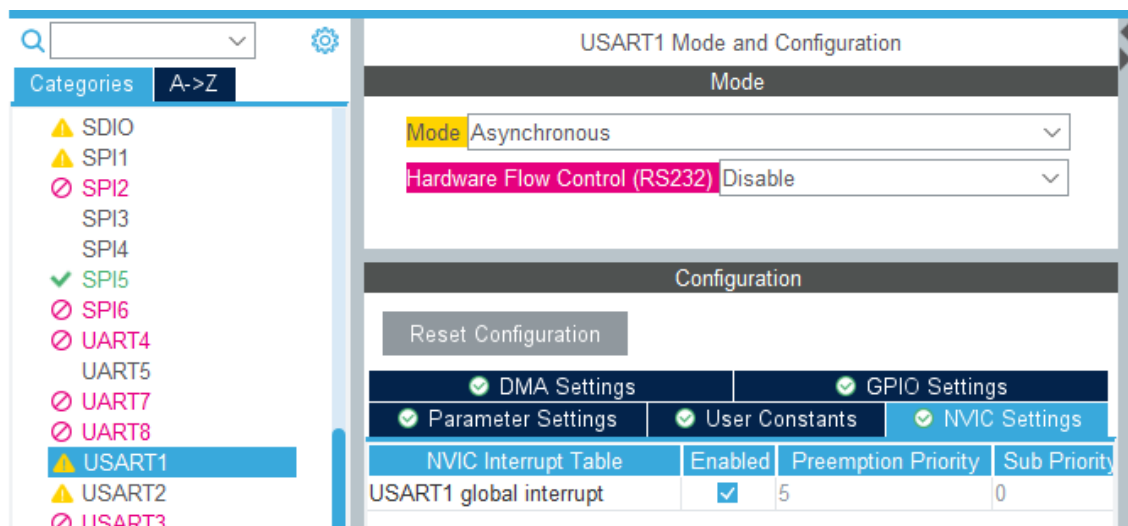 Categories
A->Z
SDIO
SPI1
SPI2
SPI3
SPI4
SPI5
SPI6
UART4
UART5
UART7
UART8
USART1
USART2
USART3
USART1 Mode and Configuration
Mode
Mode Asynchronous
Hardware Flow Control (RS232) Disable
Configuration
Reset Configuration
DMA Settings GPIO Settings
Parameter Settings User Constants NVIC Settings
NVIC Interrupt Table Enabled Preemption Priority Sub Priority
USART1 global interrupt 5 0